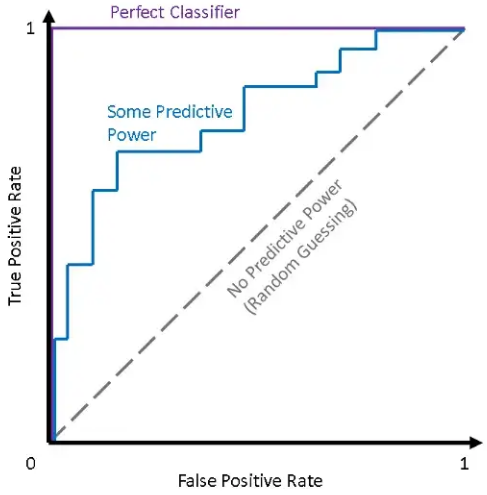 Perfect Classifier
1
Some Predictive
Power
True Positive Rate
No Predictive Power
(Random Guessing)
0
1
False Positive Rate